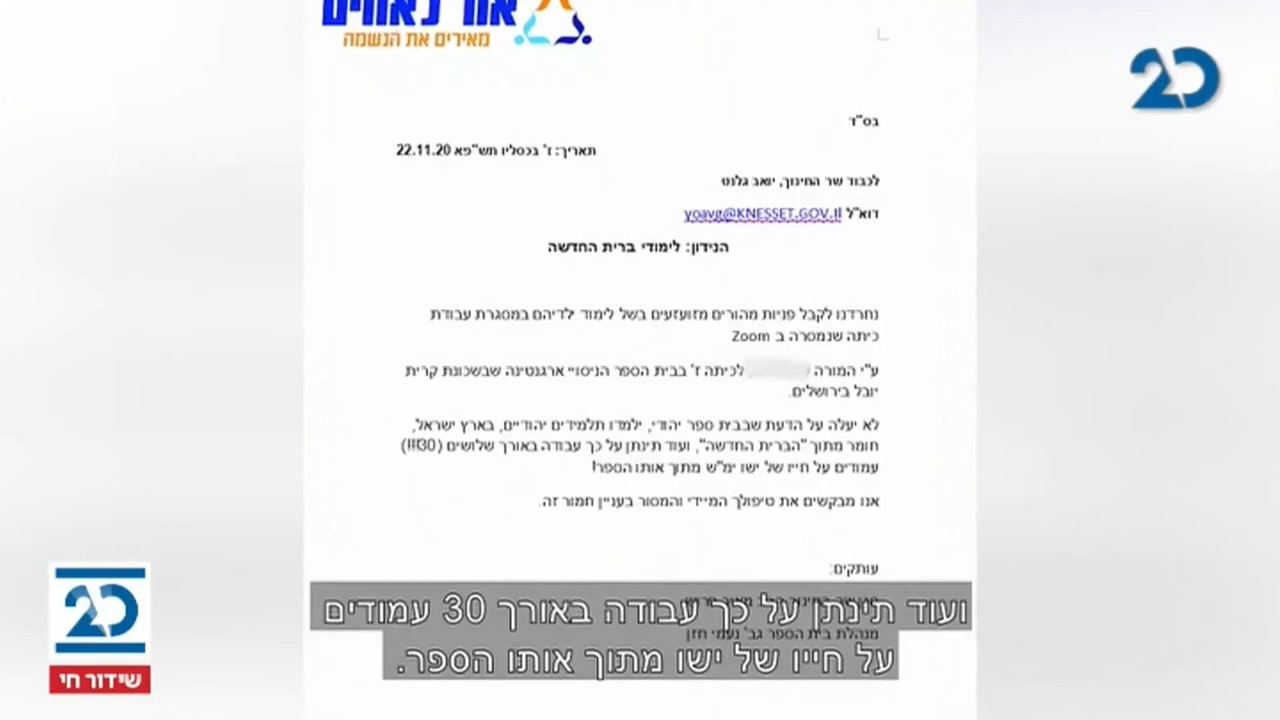 אור לאחים
מאירים את הנשמה
20
בס"ד
תאריך: ז' בכסליו תשפ"א 22.11.20
לכבוד שר החינוך, יואב גלנט
דוא"ל yoavg@KNESSET.GOV.Il
הנידון: לימודי ברית החדשה
נחרדנו לקבל פניות מהורים מזועזעים בשל לימוד ילדיהם במסגרת עבודת
כיתה שנמסרה ב Zoom
ע"י המורה לכיתה ז' בבית הספר הניסויי ארגנטינה שבשכונת קרית
יובל בירושלים.
לא יעלה על הדעת שבבית ספר יהודי, ילמדו תלמידים יהודיים, בארץ ישראל,
חומר מתוך "הברית החדשה", ועוד תינתן על כך עבודה באורך שלושים (30!!!)
עמודים על חייו של ישו ימ"ש מתוך אותו הספר!
אנו מבקשים את טיפולך המיידי והמסור בעניין חמור זה.
עותקים:
מנהלת בית הספר גב' נעמי חזן
ועוד תינתן על כך עבודה באורך 30 עמודים
על חייו של ישו מתוך אותו הספר.
20
שידור חי